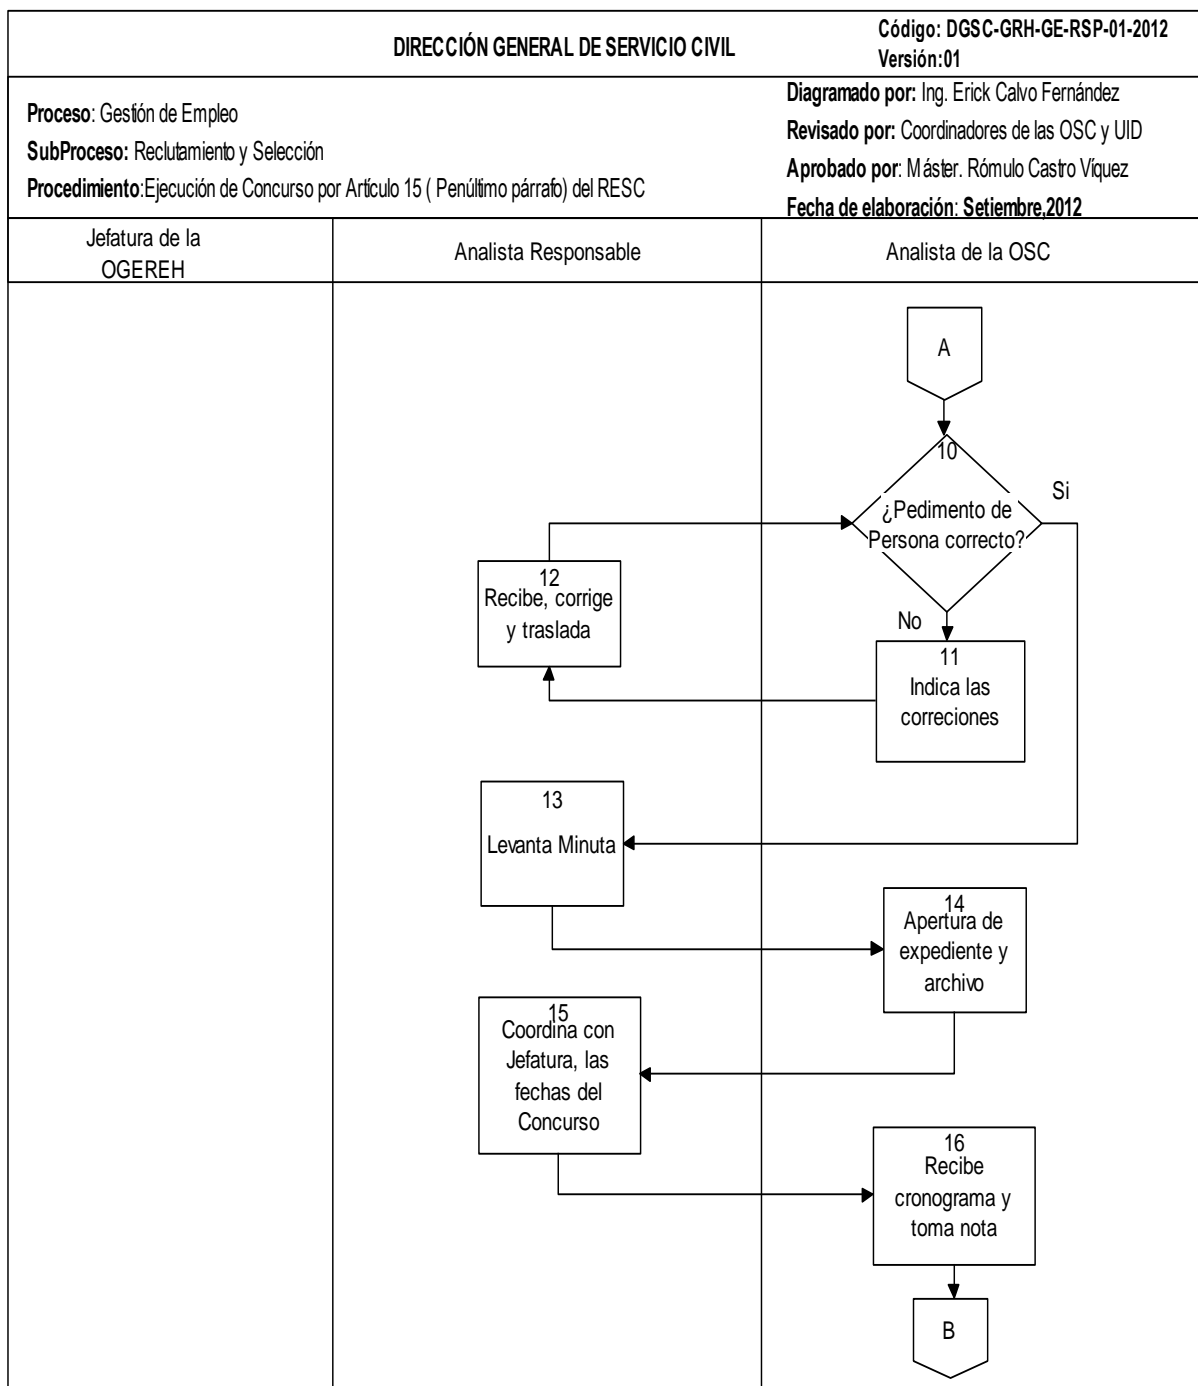 DIRECCIÓN GENERAL DE SERVICIO CIVIL
Código: DGSC-GRH-GE-RSP-01-2012
Versión:01
Proceso: Gestión de Empleo
SubProceso: Reclutamiento y Selección
Procedimiento:Ejecución de Concurso por Artículo 15 ( Penúltimo párrafo) del RESC
Diagramado por: Ing. Erick Calvo Fernández
Revisado por: Coordinadores de las OSC y UID
Aprobado por: Máster. Rómulo Castro Víquez
Fecha de elaboración: Setiembre,2012
Jefatura de la
OGEREH
Analista Responsable
Analista de la OSC
A
10
¿Pedimento de
Persona correcto?
Si
No
11
Indica las
correciones
12
Recibe, corrige
y traslada
13
Levanta Minuta
14
Apertura de
expediente y
archivo
15
Coordina con
Jefatura, las
fechas del
Concurso
16
Recibe
cronograma y
toma nota
B